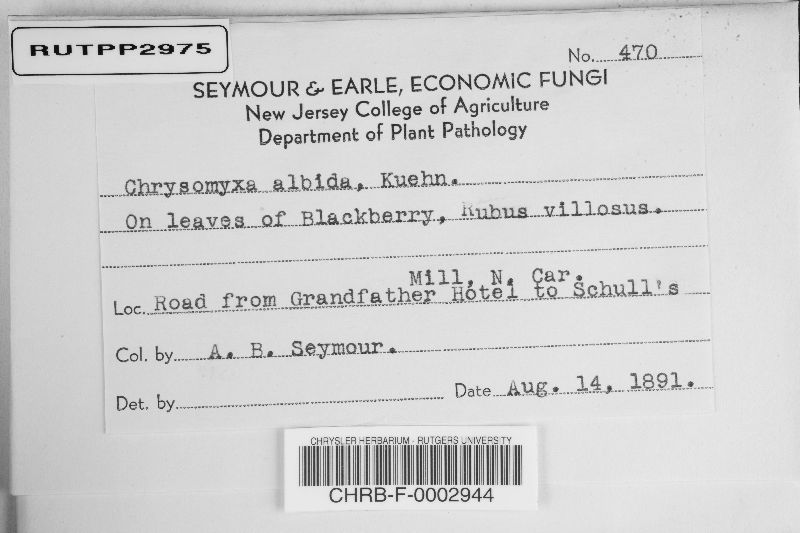 RUTPP2975
No. 470
SEYMOUR & EARLE, ECONOMIC FUNGI
New Jersey College of Agriculture
Department of Plant Pathology
Chrysomyxa albida, Kuehn.
On leaves of Blackberry, Rubus villosus.
Mill, N. Car.
Loc. Road from Grandfather Hotel to Schull's
Col. by A. B. Seymour.
Det. by Date Aug. 14, 1891.
CHRYSLER HERBARIUM - RUTGERS UNIVERSITY
CHRB-F-0002944